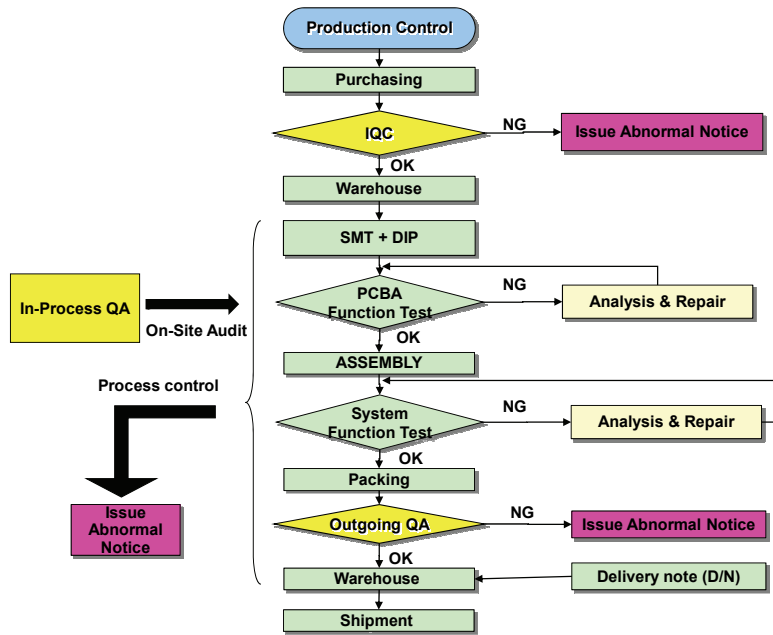 Production Control
Purchasing
IQC
NG
Issue Abnormal Notice
OK
Warehouse
SMT + DIP
In-Process QA
On-Site Audit
PCBA
Function Test
NG
Analysis & Repair
OK
ASSEMBLY
Process control
System
Function Test
NG
Analysis & Repair
OK
Packing
Issue
Abnormal
Notice
Outgoing QA
NG
Issue Abnormal Notice
OK
Warehouse
Delivery note (D/N)
Shipment